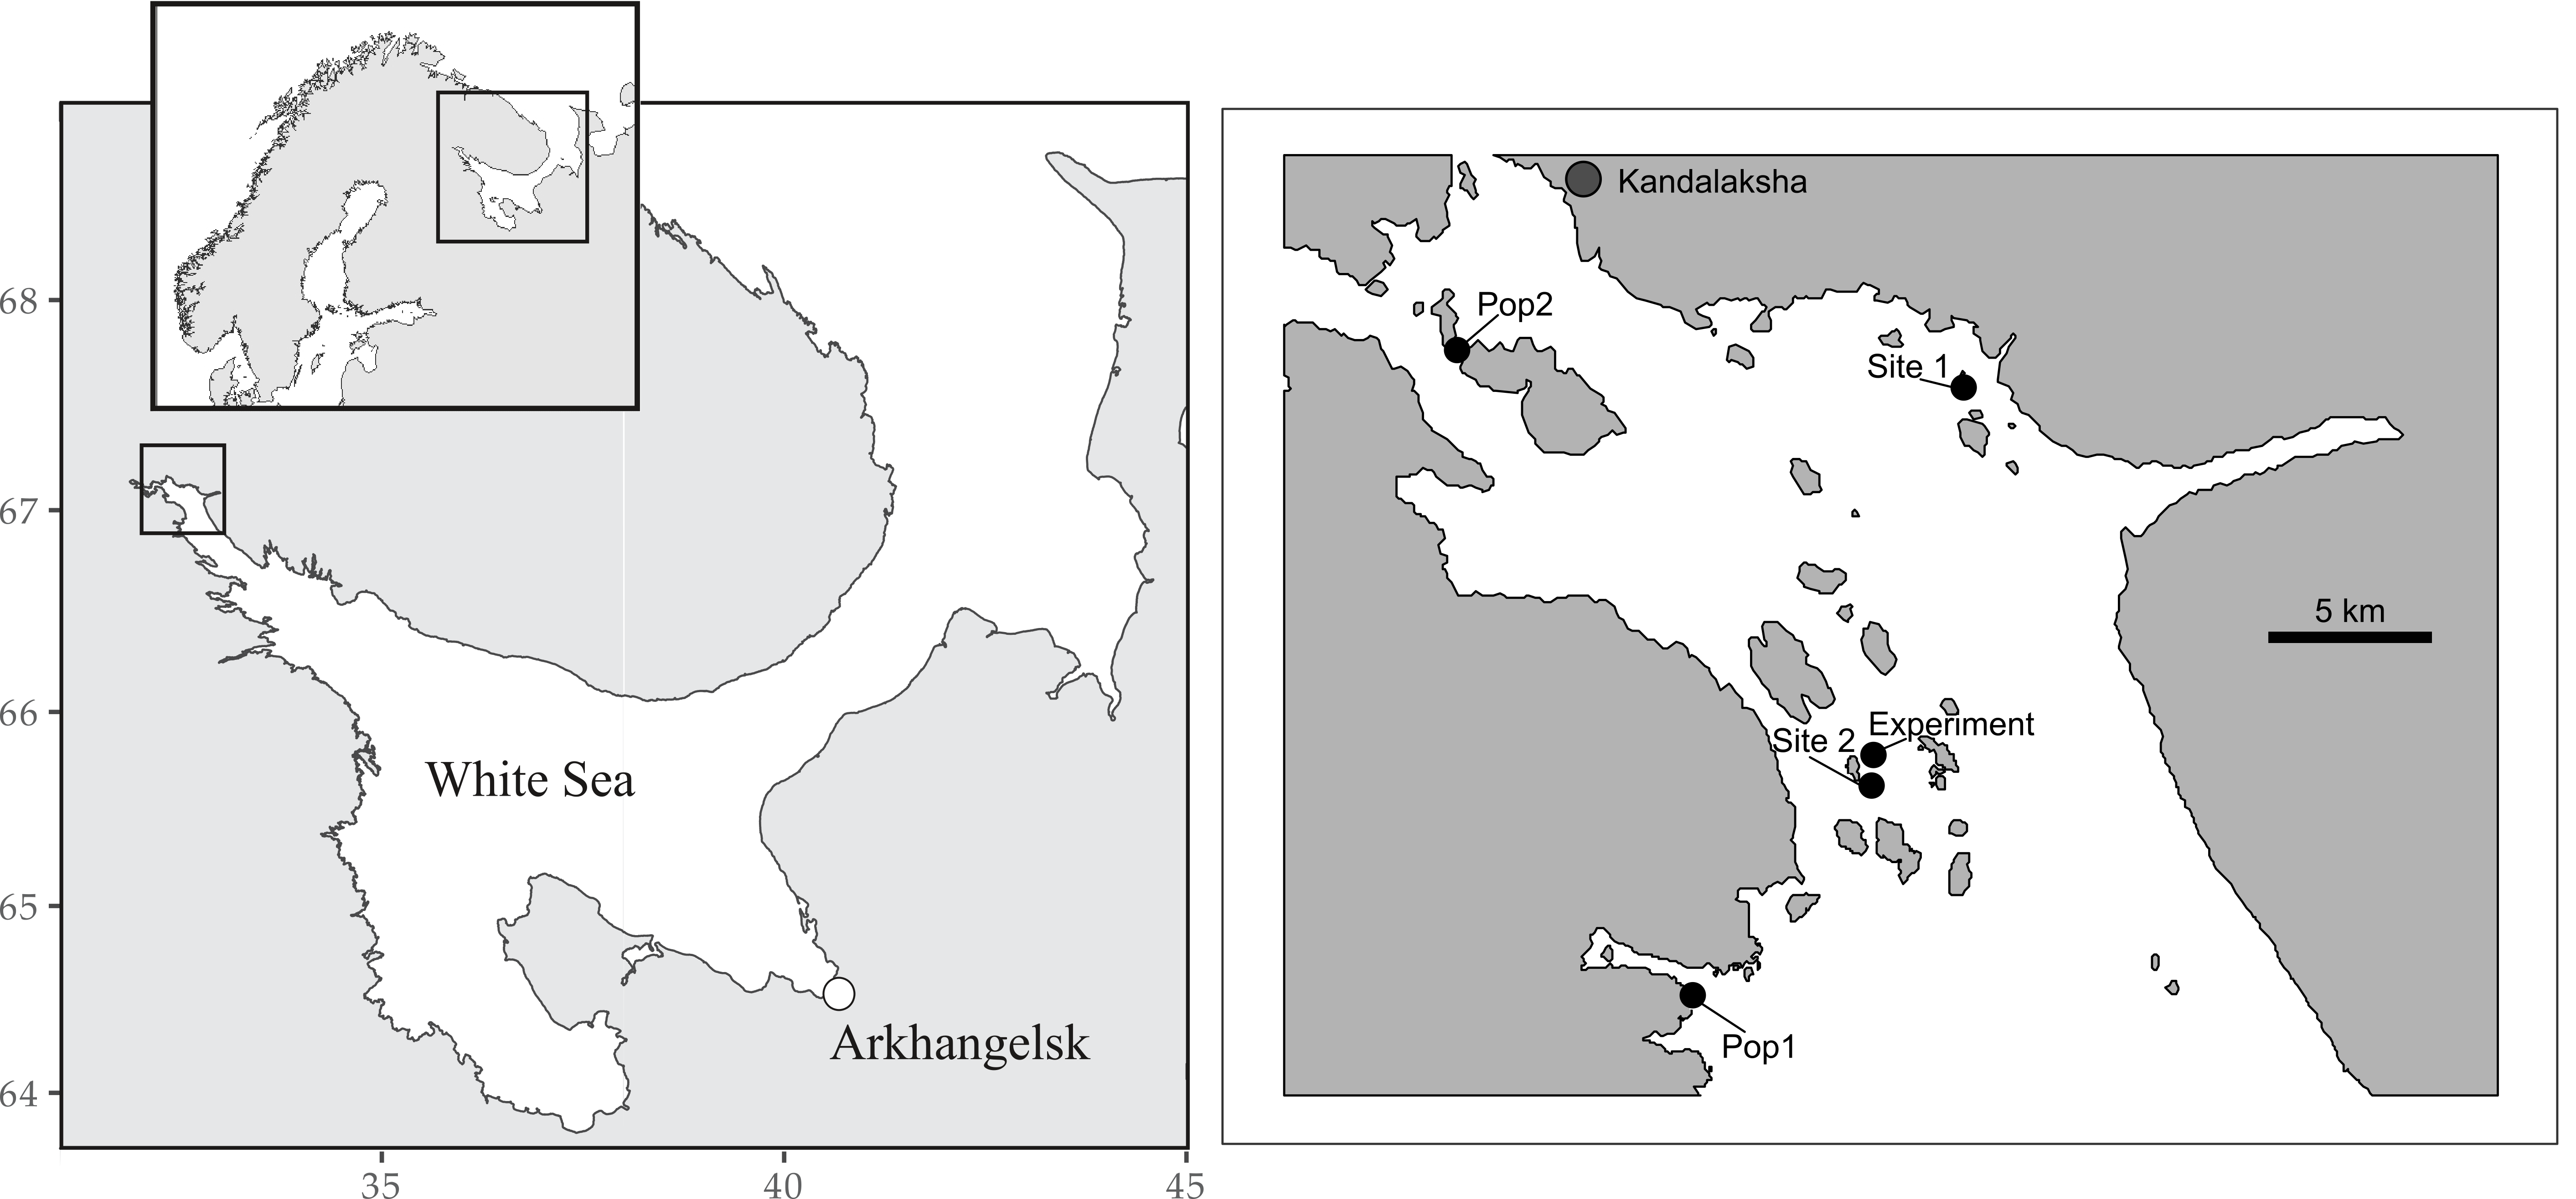 68
67
66
65
64
35
40
45
White Sea
Arkhangelsk
Kandalaksha
Pop2
Site 1
5 km
Experiment
Site 2
Pop1